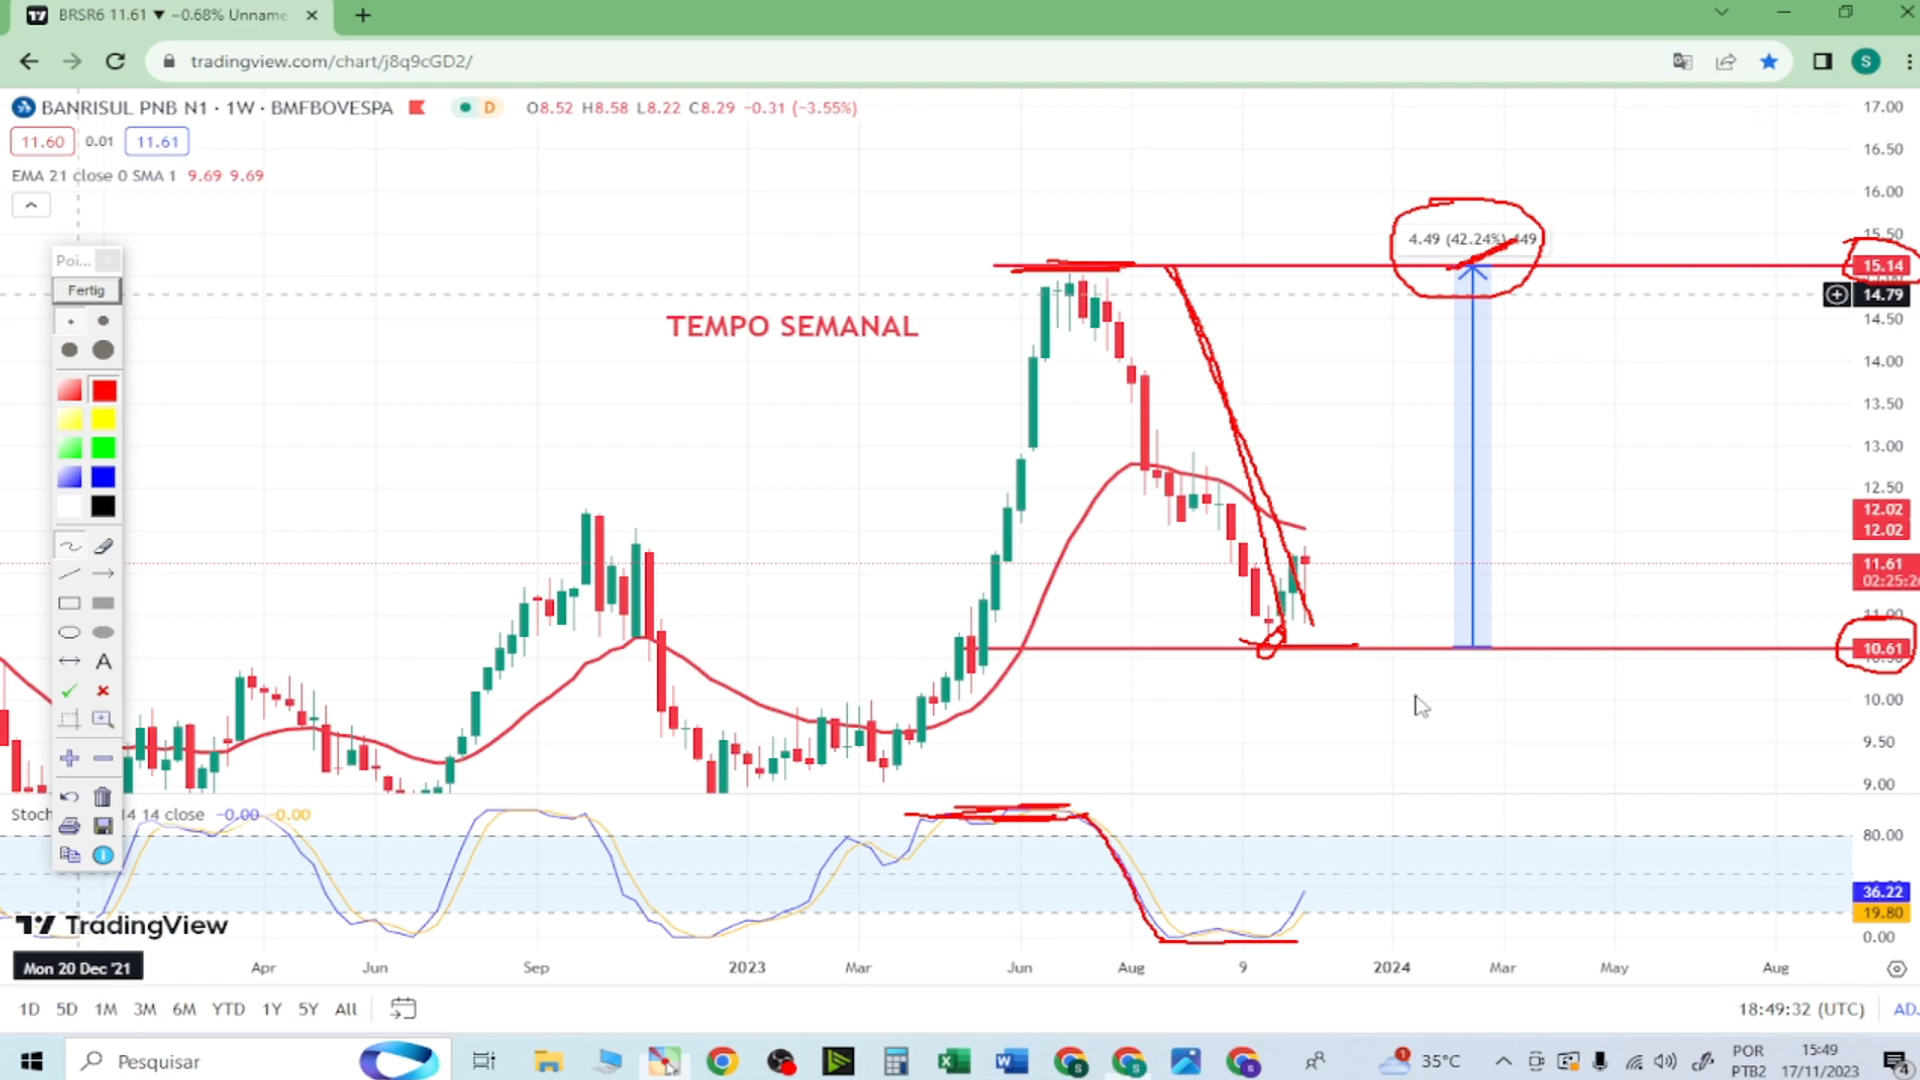 BRSR6 11.61 ▼ −0.68% Unname
tradingview.com/chart/j8q9cGD2/
S
BANRISUL PNB N1 · 1W · BMFBOVESPA
D
O8.52 H8.58 L8.22 C8.29 −0.31 (−3.55%)
11.60 0.01 11.61
EMA 21 close 0 SMA 1 9.69 9.69
Poi...
Fertig
A
TEMPO SEMANAL
4.49 (42.24%) 449
17.00
16.50
16.00
15.50
15.14
14.79
14.50
14.00
13.50
13.00
12.50
12.02
12.02
11.61
02:25:2
11.00
10.61
10.50
10.00
9.50
9.00
Stoch 14 14 close −0.00 −0.00
80.00
36.22
19.80
0.00
TradingView
Mon 20 Dec '21
Apr Jun Sep 2023 Mar Jun Aug 9 2024 Mar May Aug
1D 5D 1M 3M 6M YTD 1Y 5Y All
18:49:32 (UTC) AD
Pesquisar
35°C
POR
PTB2
15:49
17/11/2023
4